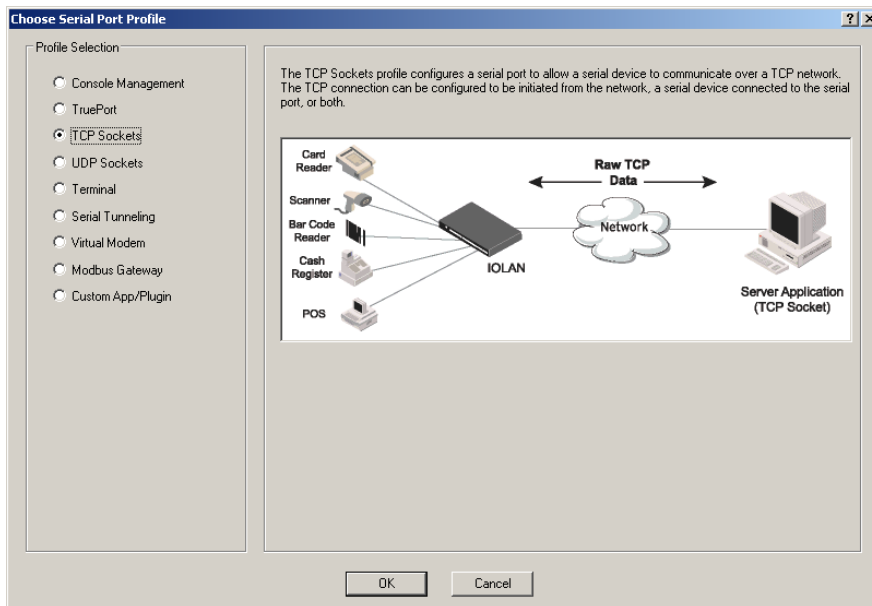 Choose Serial Port Profile
Profile Selection
Console Management
TruePort
TCP Sockets
UDP Sockets
Terminal
Serial Tunneling
Virtual Modem
Modbus Gateway
Custom App/Plugin
The TCP Sockets profile configures a serial port to allow a serial device to communicate over a TCP network.
The TCP connection can be configured to be initiated from the network, a serial device connected to the serial
port, or both.
Card
Reader
Scanner
Bar Code
Reader
Cash
Register
POS
IOLAN
Raw TCP
Data
Network
Server Application
(TCP Socket)
OK
Cancel